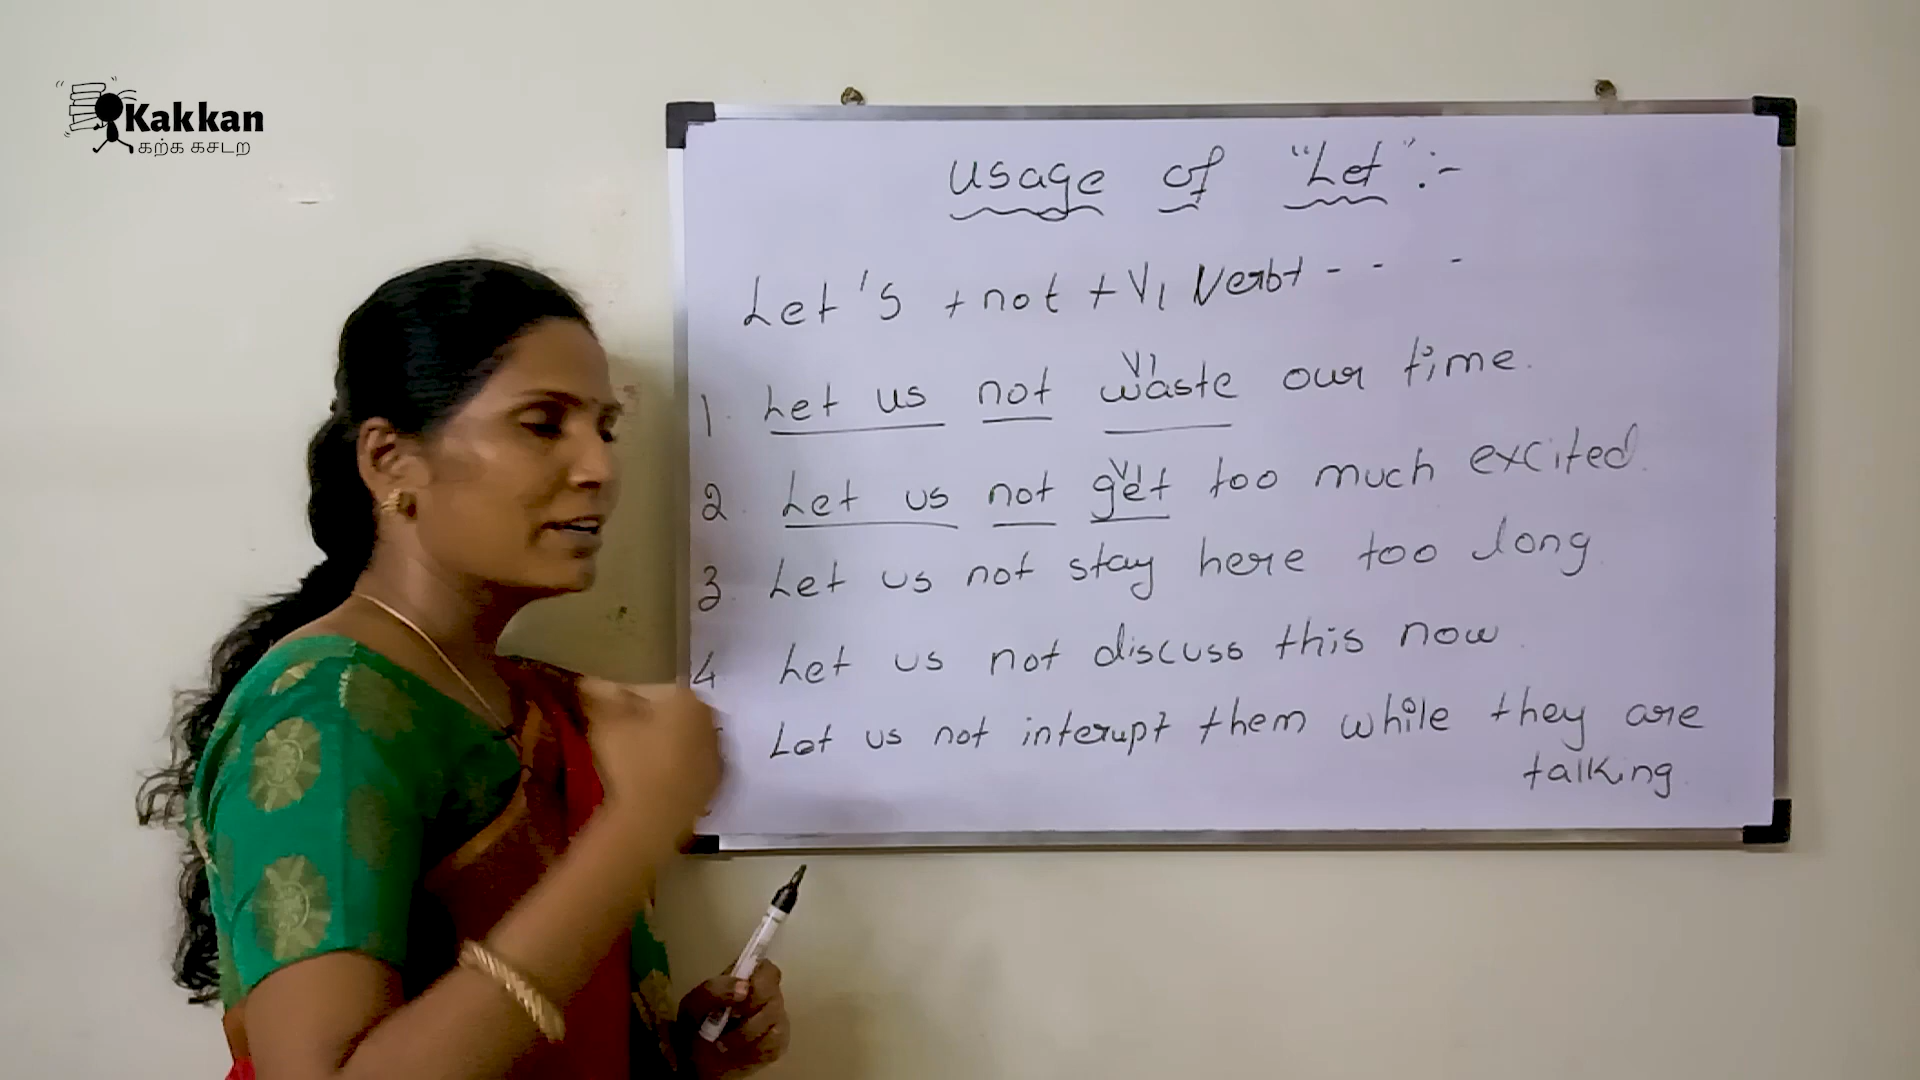 Kakkan
கற்க கசடற
Usage of "Let" :-
Let's + not + V1 Verb+ - - -
1. Let us not waste our time.
V1
2. Let us not get too much excited.
V1
3. Let us not stay here too long.
4 Let us not discuss this now.
Let us not interupt them while they are
talking.